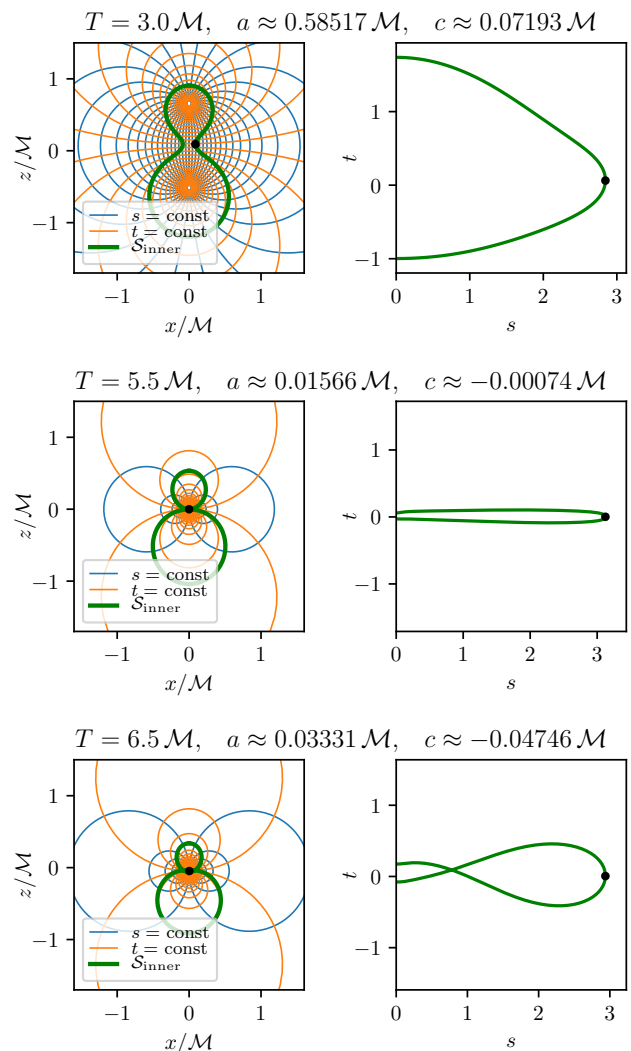 T = 3.0 ℳ, a ≈ 0.58517 ℳ, c ≈ 0.07193 ℳ
1
0
−1
z/ℳ
s = const
t = const
𝒮inner
−1 0 1
x/ℳ
1
0
−1
t
0 1 2 3
s
T = 5.5 ℳ, a ≈ 0.01566 ℳ, c ≈ −0.00074 ℳ
1
0
−1
z/ℳ
s = const
t = const
𝒮inner
−1 0 1
x/ℳ
1
0
−1
t
0 1 2 3
s
T = 6.5 ℳ, a ≈ 0.03331 ℳ, c ≈ −0.04746 ℳ
1
0
−1
z/ℳ
s = const
t = const
𝒮inner
−1 0 1
x/ℳ
1
0
−1
t
0 1 2 3
s